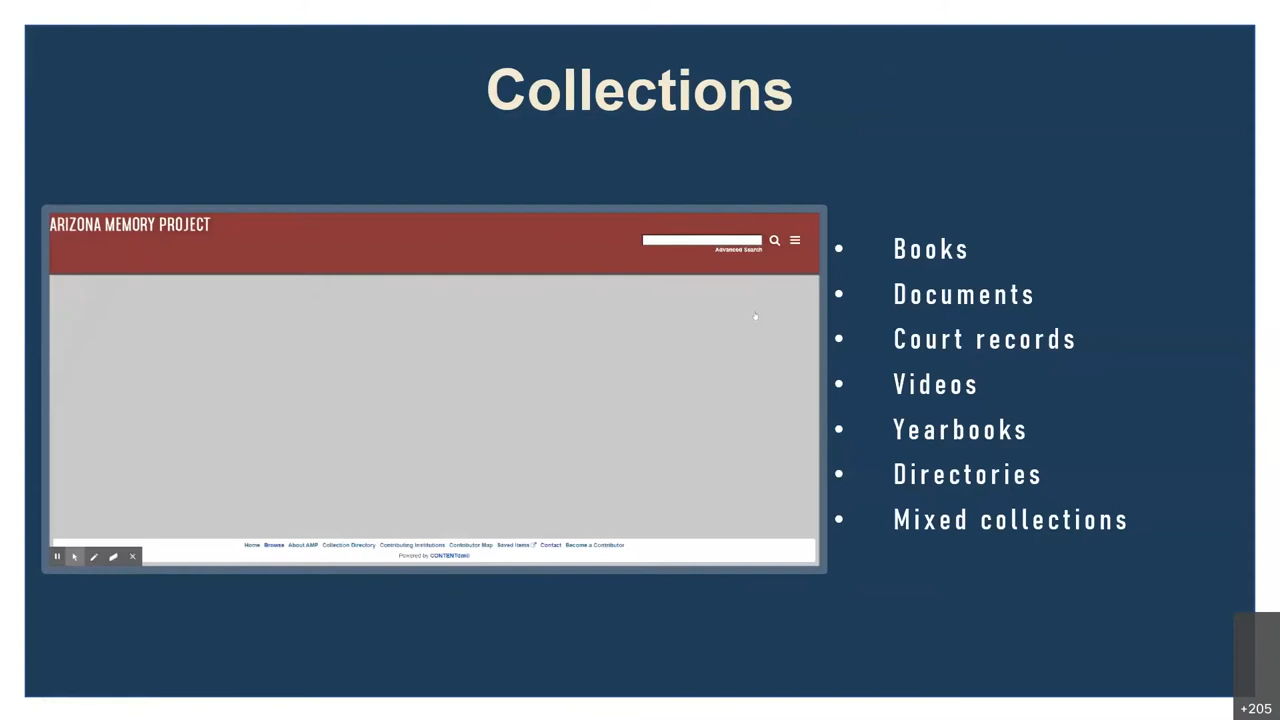 Collections
ARIZONA MEMORY PROJECT
Advanced Search
• Books
• Documents
• Court records
• Videos
• Yearbooks
• Directories
• Mixed collections
Home Browse About AMP Collection Directory Contributing Institutions Contributor Map Saved Items Contact Become a Contributor
Powered by CONTENTdm®
+205